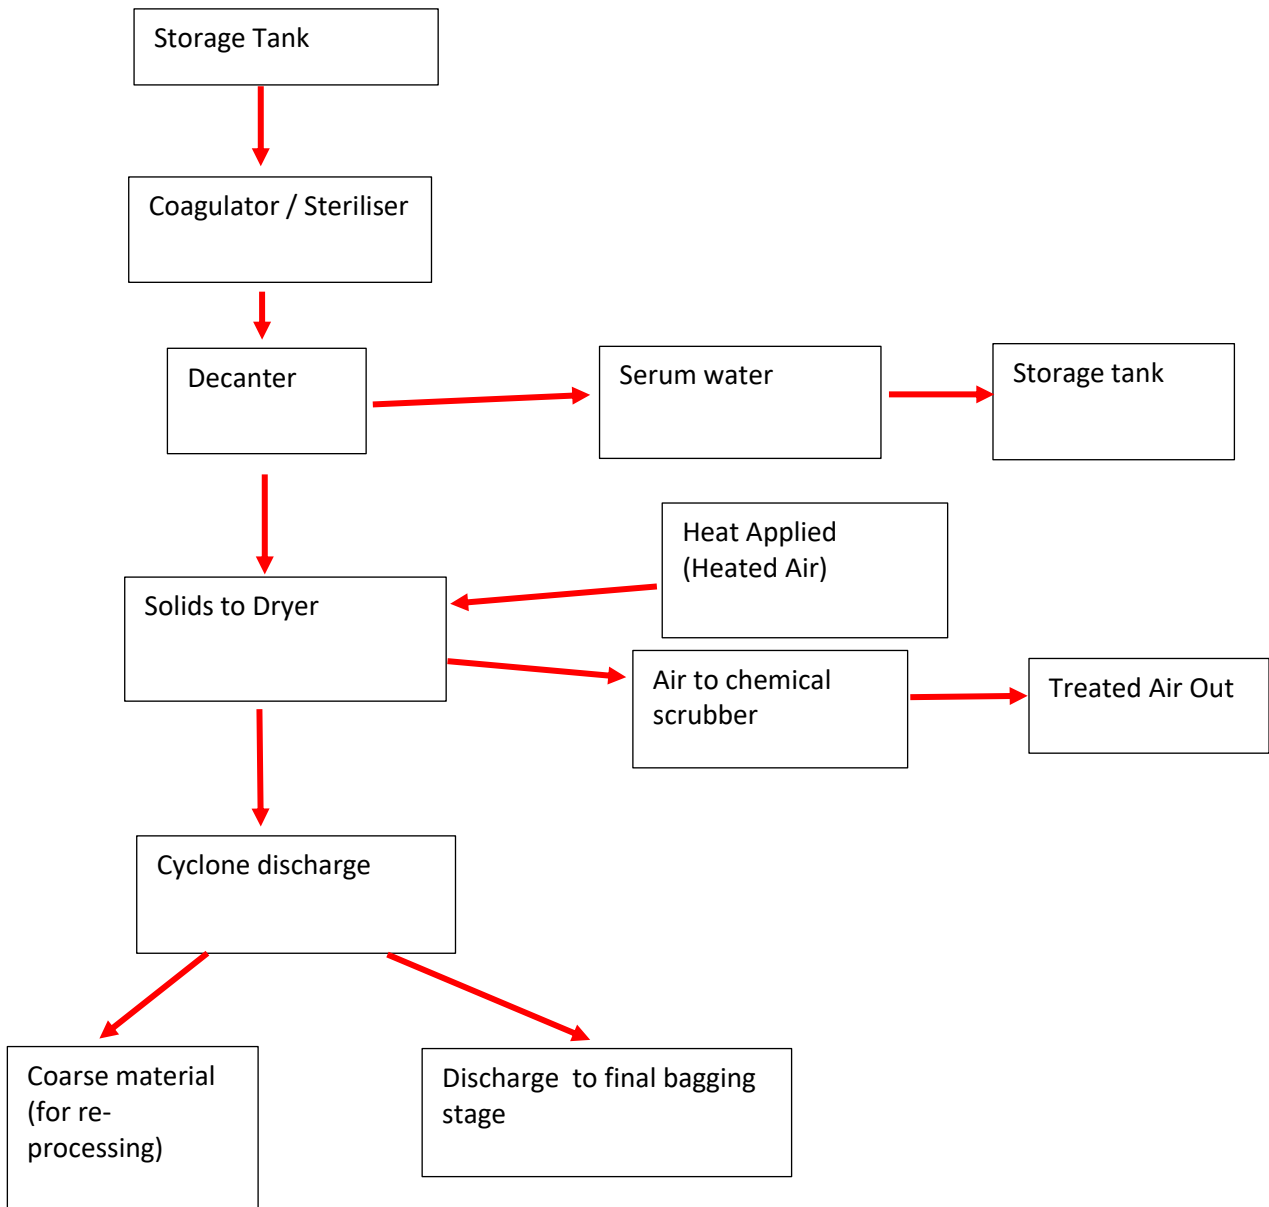 Storage Tank
Coagulator / Steriliser
Decanter
Serum water
Storage tank
Heat Applied
(Heated Air)
Solids to Dryer
Air to chemical
scrubber
Treated Air Out
Cyclone discharge
Coarse material
(for re-
processing)
Discharge  to final bagging
stage